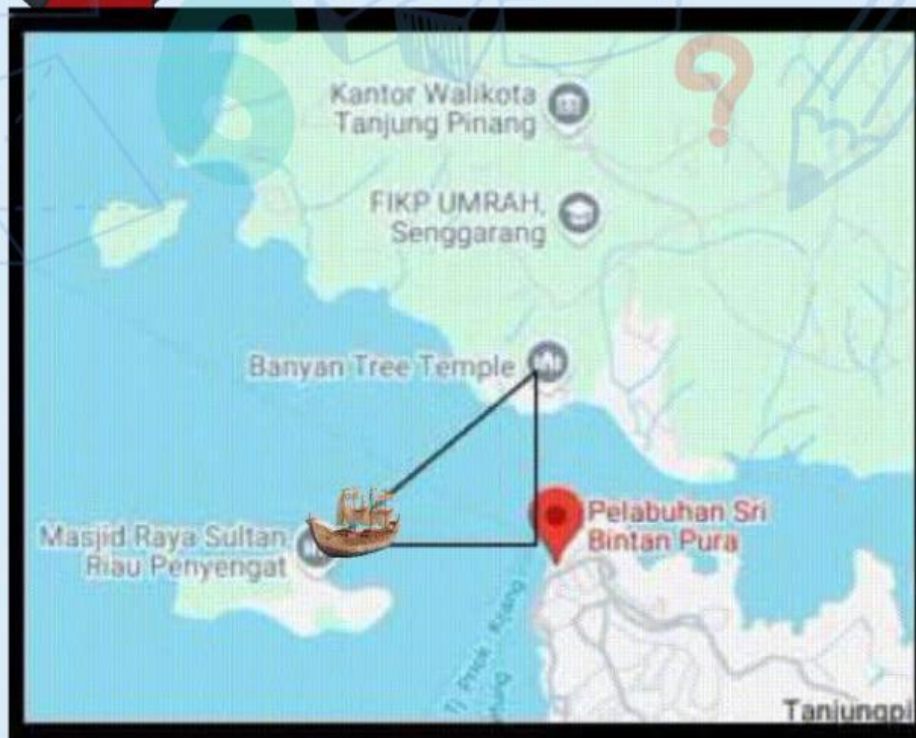 6
?
Kantor Walikota
Tanjung Pinang
FIKP UMRAH,
Senggarang
Banyan Tree Temple
Masjid Raya Sultan
Riau Penyengat
Pelabuhan Sri
Bintan Pura
Tanjungpi